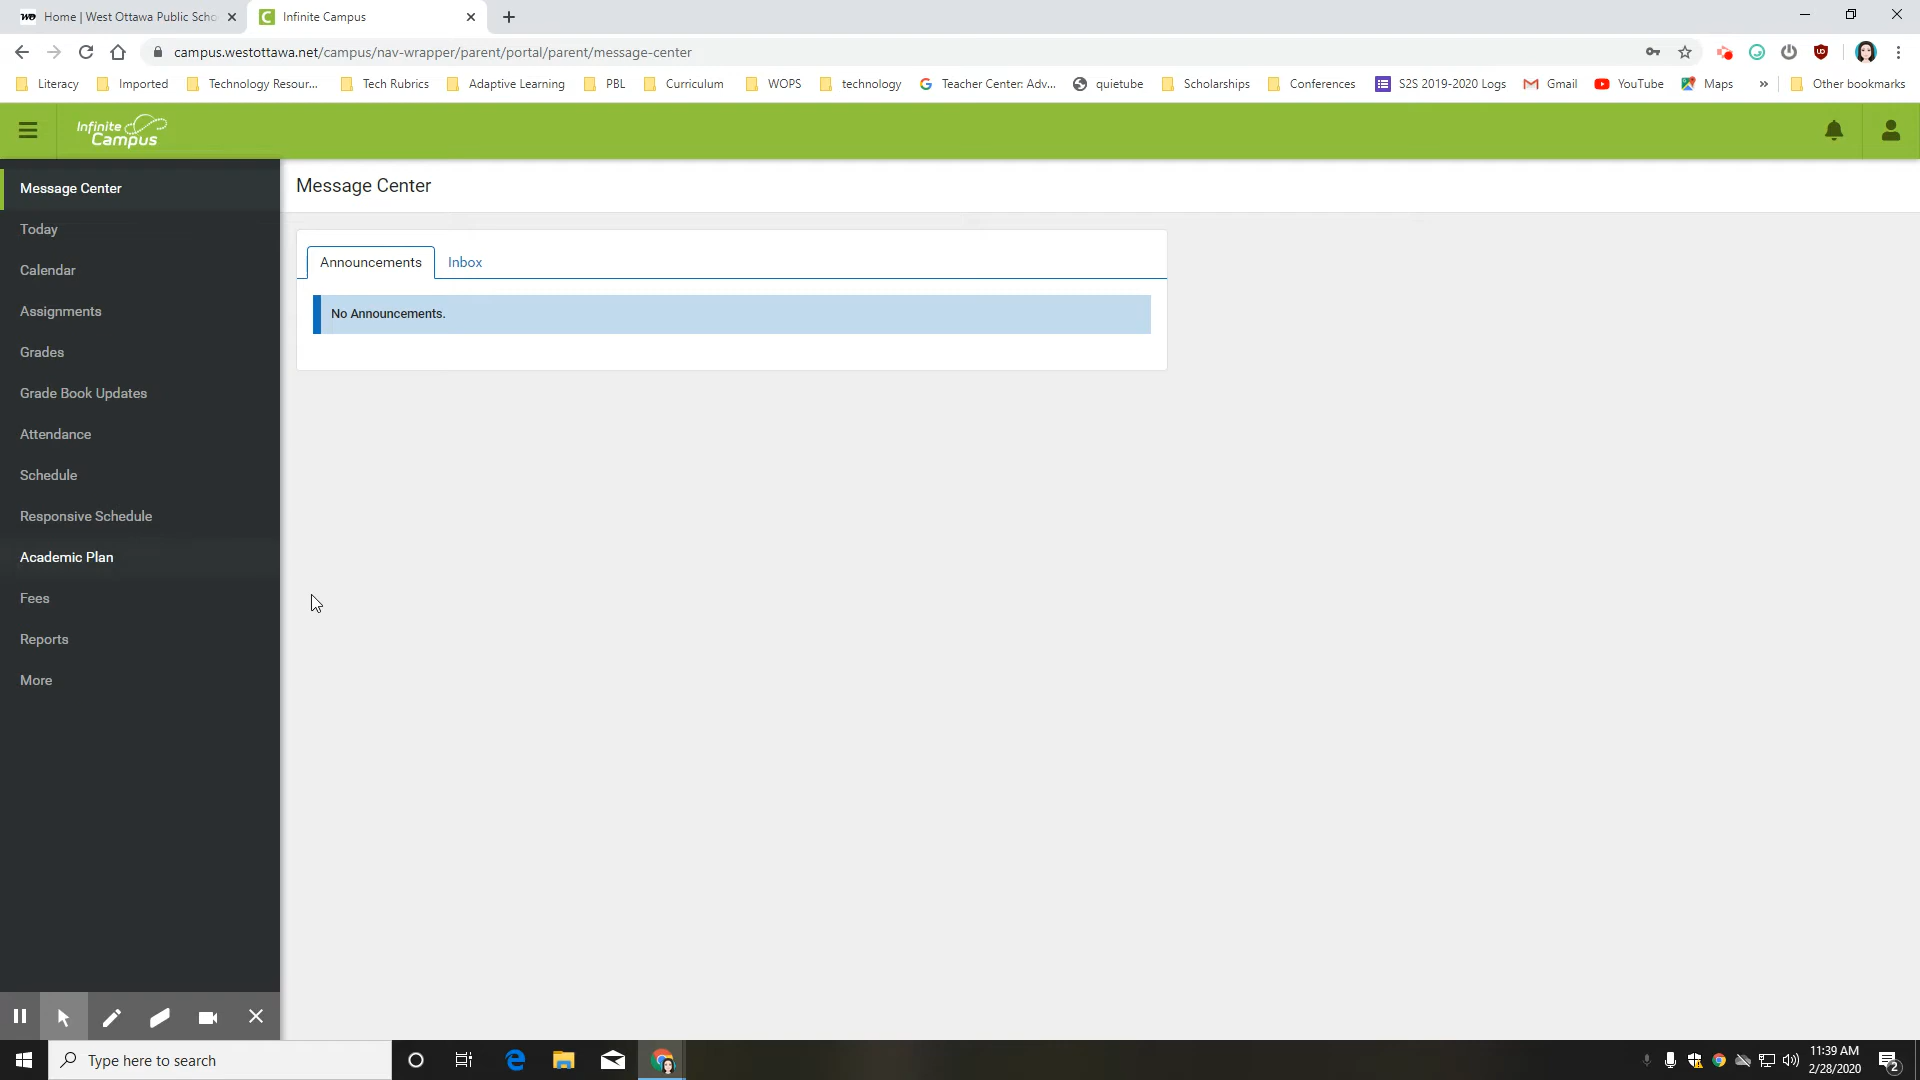 Home | West Ottawa Public Scho
Infinite Campus
campus.westottawa.net/campus/nav-wrapper/parent/portal/parent/message-center
Literacy
Imported
Technology Resour...
Tech Rubrics
Adaptive Learning
PBL
Curriculum
WOPS
technology
Teacher Center: Adv...
quietube
Scholarships
Conferences
S2S 2019-2020 Logs
Gmail
YouTube
Maps
»
Other bookmarks
Infinite
Campus
Message Center
Today
Calendar
Assignments
Grades
Grade Book Updates
Attendance
Schedule
Responsive Schedule
Academic Plan
Fees
Reports
More
Message Center
Announcements
Inbox
No Announcements.
Type here to search
11:39 AM
2/28/2020
2